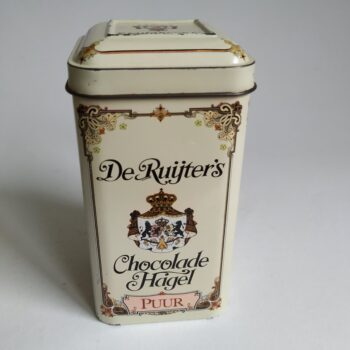 De Ruijter's
Chocolade
Hagel
PUUR